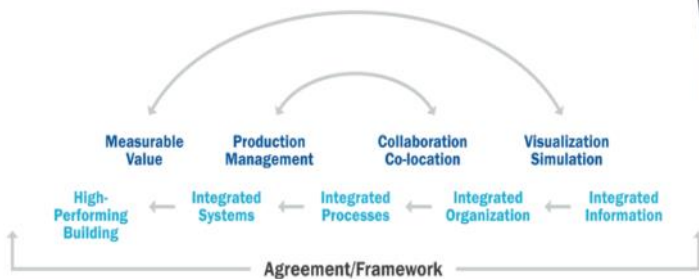 Measurable
Value
Production
Management
Collaboration
Co-location
Visualization
Simulation
High-
Performing
Building
Integrated
Systems
Integrated
Processes
Integrated
Organization
Integrated
Information
Agreement/Framework